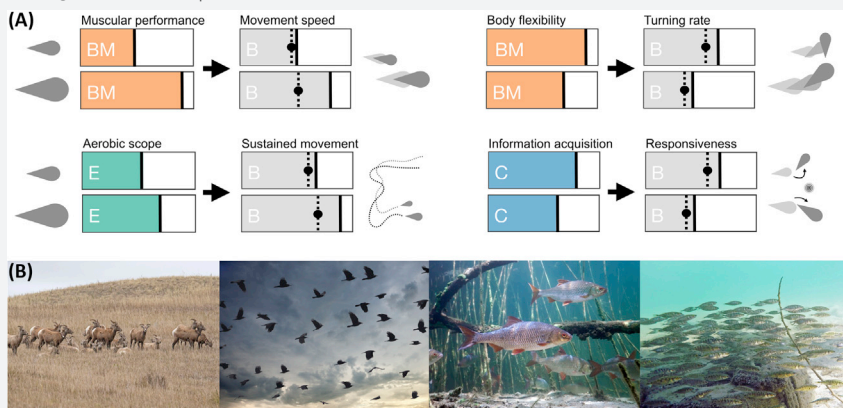 (A)
Muscular performance
Movement speed
BM
B
BM
B
Body flexibility
Turning rate
BM
B
BM
B
Aerobic scope
Sustained movement
E
B
E
B
Information acquisition
Responsiveness
C
B
C
B
(B)